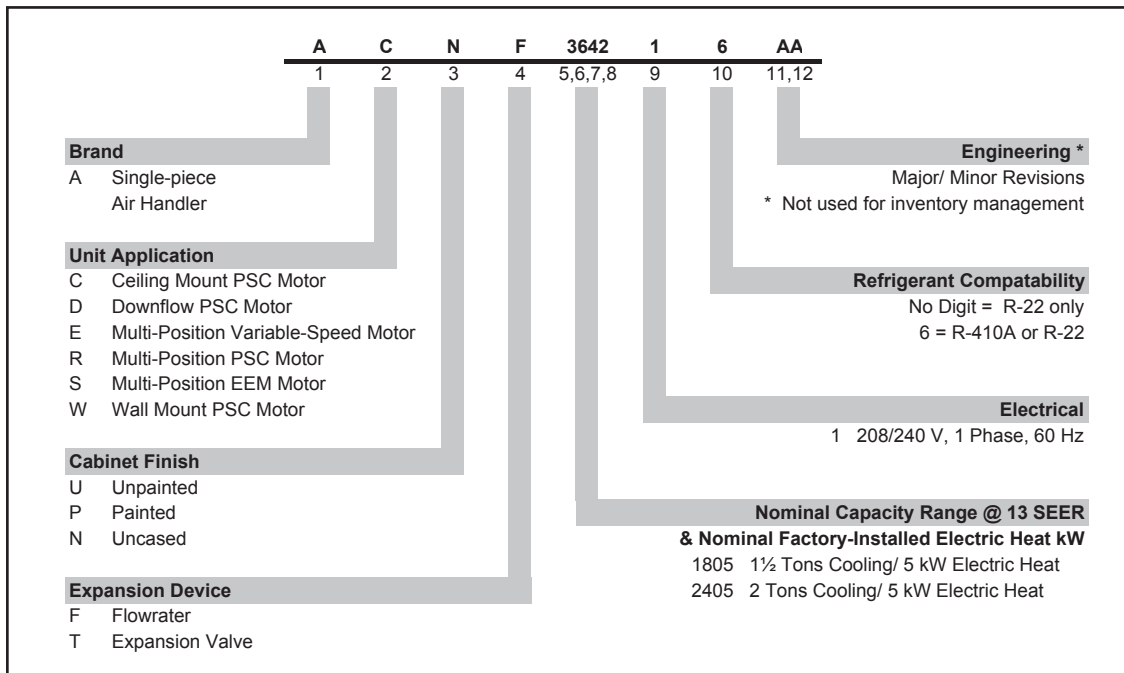 A C N F 3642 1 6 AA
1 2 3 4 5,6,7,8 9 10 11,12
Brand
A Single-piece
Air Handler
Unit Application
C Ceiling Mount PSC Motor
D Downflow PSC Motor
E Multi-Position Variable-Speed Motor
R Multi-Position PSC Motor
S Multi-Position EEM Motor
W Wall Mount PSC Motor
Cabinet Finish
U Unpainted
P Painted
N Uncased
Expansion Device
F Flowrater
T Expansion Valve
Engineering *
Major/ Minor Revisions
* Not used for inventory management
Refrigerant Compatability
No Digit = R-22 only
6 = R-410A or R-22
Electrical
1 208/240 V, 1 Phase, 60 Hz
Nominal Capacity Range @ 13 SEER
& Nominal Factory-Installed Electric Heat kW
1805 1½ Tons Cooling/ 5 kW Electric Heat
2405 2 Tons Cooling/ 5 kW Electric Heat